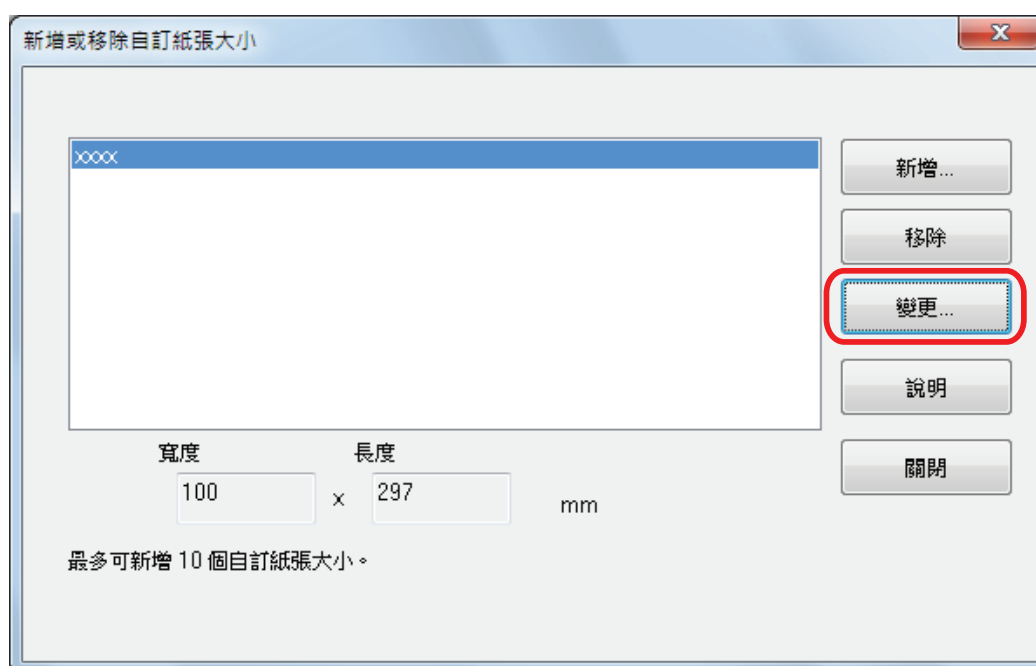 新增或移除自訂紙張大小
xxxx
新增...
移除
變更...
說明
關閉
寬度 長度
100 x 297 mm
最多可新增 10 個自訂紙張大小。